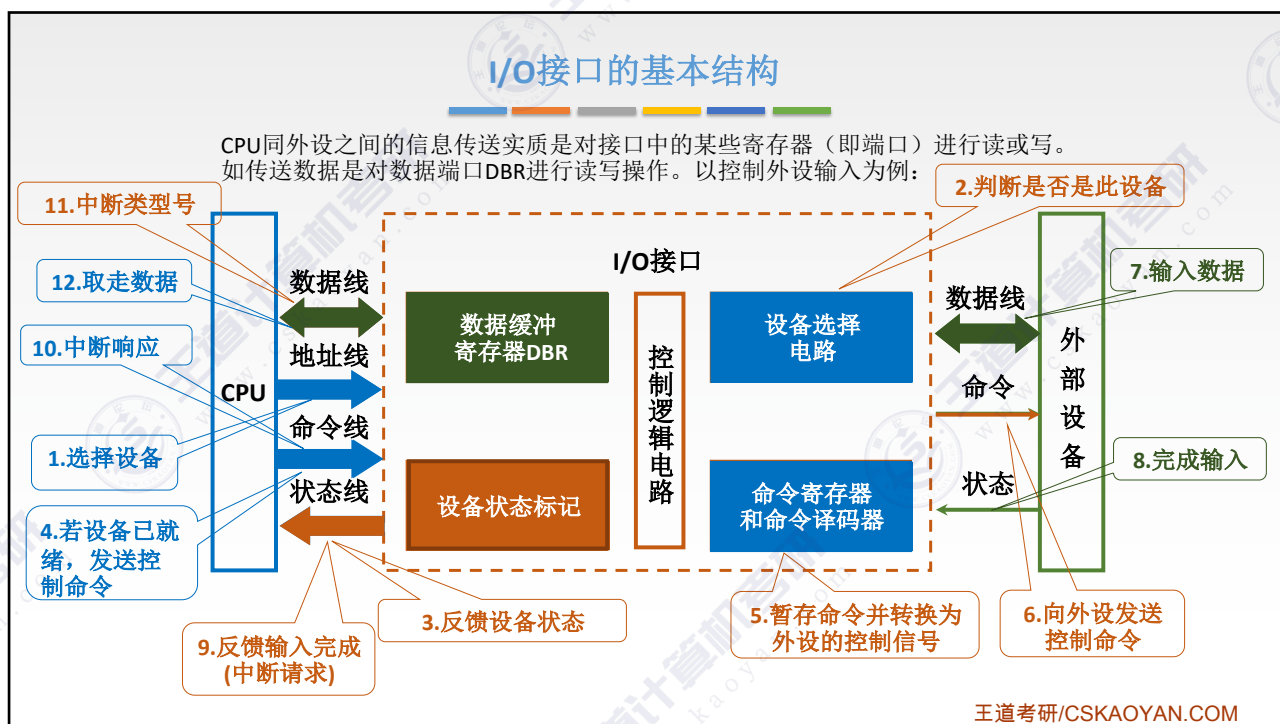 I/O接口的基本结构
CPU同外设之间的信息传送实质是对接口中的某些寄存器（即端口）进行读或写。
如传送数据是对数据端口DBR进行读写操作。以控制外设输入为例：
11.中断类型号
12.取走数据
10.中断响应
1.选择设备
4.若设备已就
绪，发送控
制命令
CPU
数据线
地址线
命令线
状态线
9.反馈输入完成
(中断请求)
3.反馈设备状态
I/O接口
数据缓冲
寄存器DBR
设备状态标记
控制逻辑电路
设备选择
电路
命令寄存器
和命令译码器
2.判断是否是此设备
5.暂存命令并转换为
外设的控制信号
数据线
命令
状态
外部设备
7.输入数据
8.完成输入
6.向外设发送
控制命令
王道考研/CSKAOYAN.COM
王道计算机考研
www.cskaoyan.com